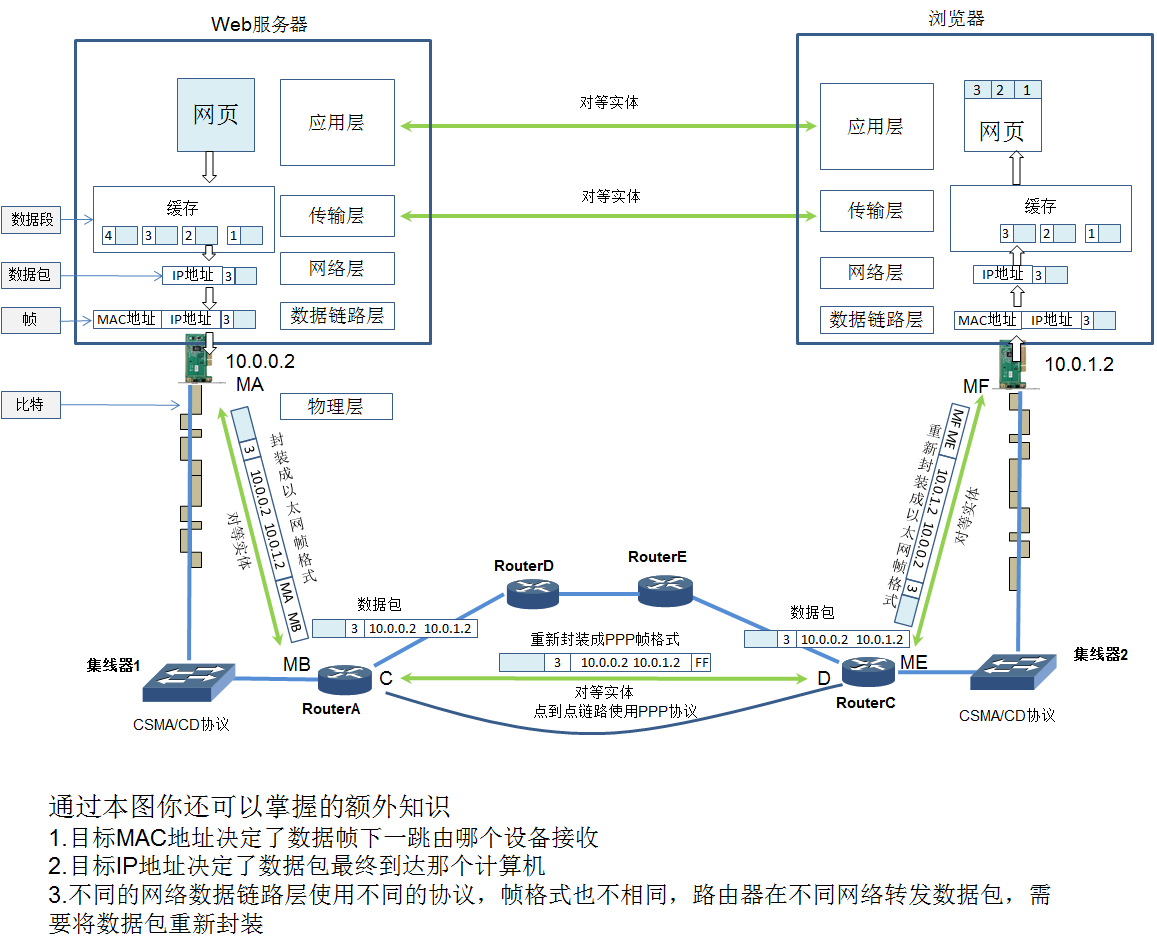 Web服务器
浏览器
网页
应用层
对等实体
应用层
3 2 1
网页
数据段
缓存
4 3 2 1
传输层
对等实体
传输层
缓存
3 2 1
数据包
IP地址 3
网络层
网络层
IP地址 3
帧
MAC地址 IP地址 3
数据链路层
数据链路层
MAC地址 IP地址 3
10.0.0.2
MA
10.0.1.2
MF
比特
物理层
封装成以太网帧格式
3 10.0.0.2 10.0.1.2 MA MB
对等实体
重新封装成以太网帧格式
MF ME 10.0.1.2 10.0.0.2 3
对等实体
RouterD
RouterE
数据包
3 10.0.0.2 10.0.1.2
数据包
3 10.0.0.2 10.0.1.2
重新封装成PPP帧格式
3 10.0.0.2 10.0.1.2 FF
集线器1
MB
C
D
ME
集线器2
对等实体
点到点链路使用PPP协议
RouterA
RouterC
CSMA/CD协议
CSMA/CD协议
通过本图你还可以掌握的额外知识
1.目标MAC地址决定了数据帧下一跳由哪个设备接收
2.目标IP地址决定了数据包最终到达那个计算机
3.不同的网络数据链路层使用不同的协议，帧格式也不相同，路由器在不同网络转发数据包，需
要将数据包重新封装